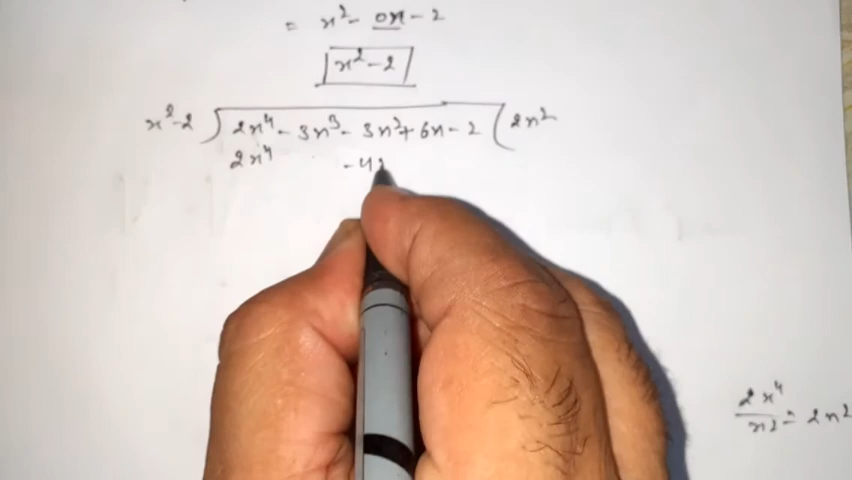 = x² - 0x - 2
x² - 2
x² - 2 ) 2x⁴ - 3x³ - 3x² + 6x - 2 ( 2x²
2x⁴ - 4
2x⁴
x2 = 2x²